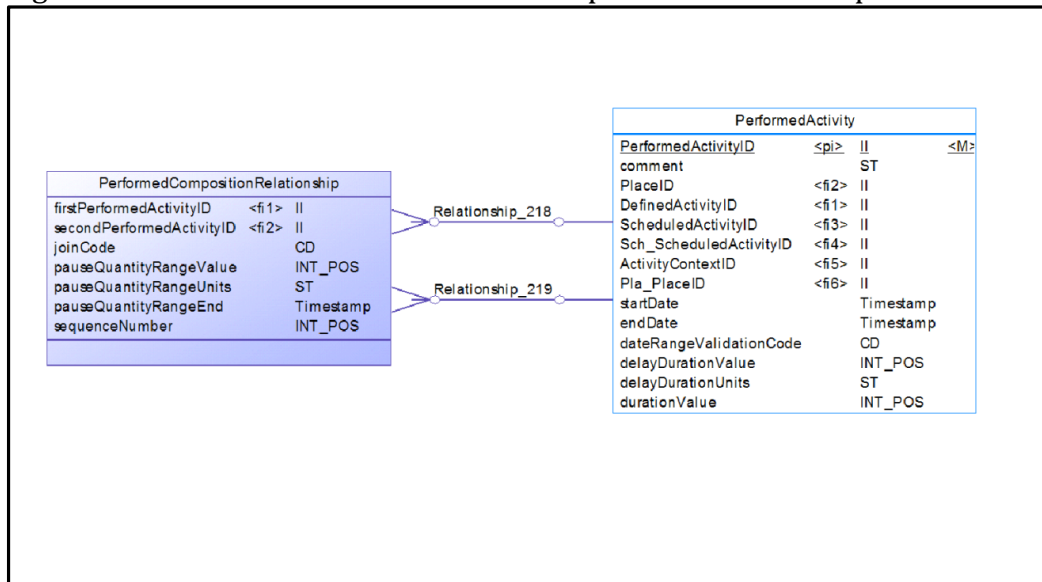 PerformedCompositionRelationship
firstPerformedActivityID <fi1> II
secondPerformedActivityID <fi2> II
joinCode CD
pauseQuantityRangeValue INT_POS
pauseQuantityRangeUnits ST
pauseQuantityRangeEnd Timestamp
sequenceNumber INT_POS
Relationship_218
Relationship_219
PerformedActivity
PerformedActivityID <pi> II <M>
comment ST
PlaceID <fi2> II
DefinedActivityID <fi1> II
ScheduledActivityID <fi3> II
Sch_ScheduledActivityID <fi4> II
ActivityContextID <fi5> II
Pla_PlaceID <fi6> II
startDate Timestamp
endDate Timestamp
dateRangeValidationCode CD
delayDurationValue INT_POS
delayDurationUnits ST
durationValue INT_POS